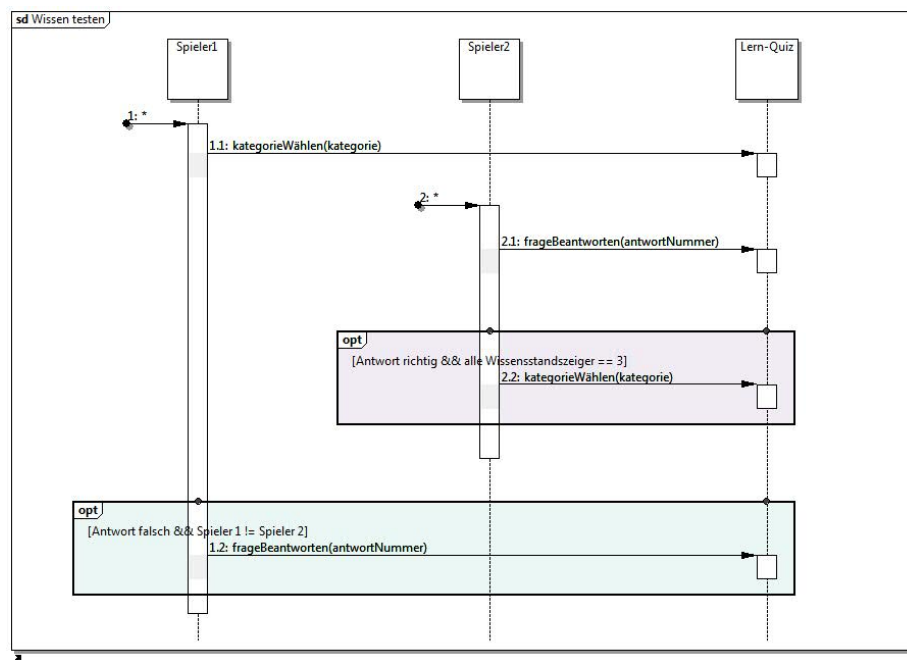 sd Wissen testen
Spieler1
Spieler2
Lern-Quiz
1: *
1.1: kategorieWählen(kategorie)
2: *
2.1: frageBeantworten(antwortNummer)
opt
[Antwort richtig && alle Wissensstandszeiger == 3]
2.2: kategorieWählen(kategorie)
opt
[Antwort falsch && Spieler 1 != Spieler 2]
1.2: frageBeantworten(antwortNummer)